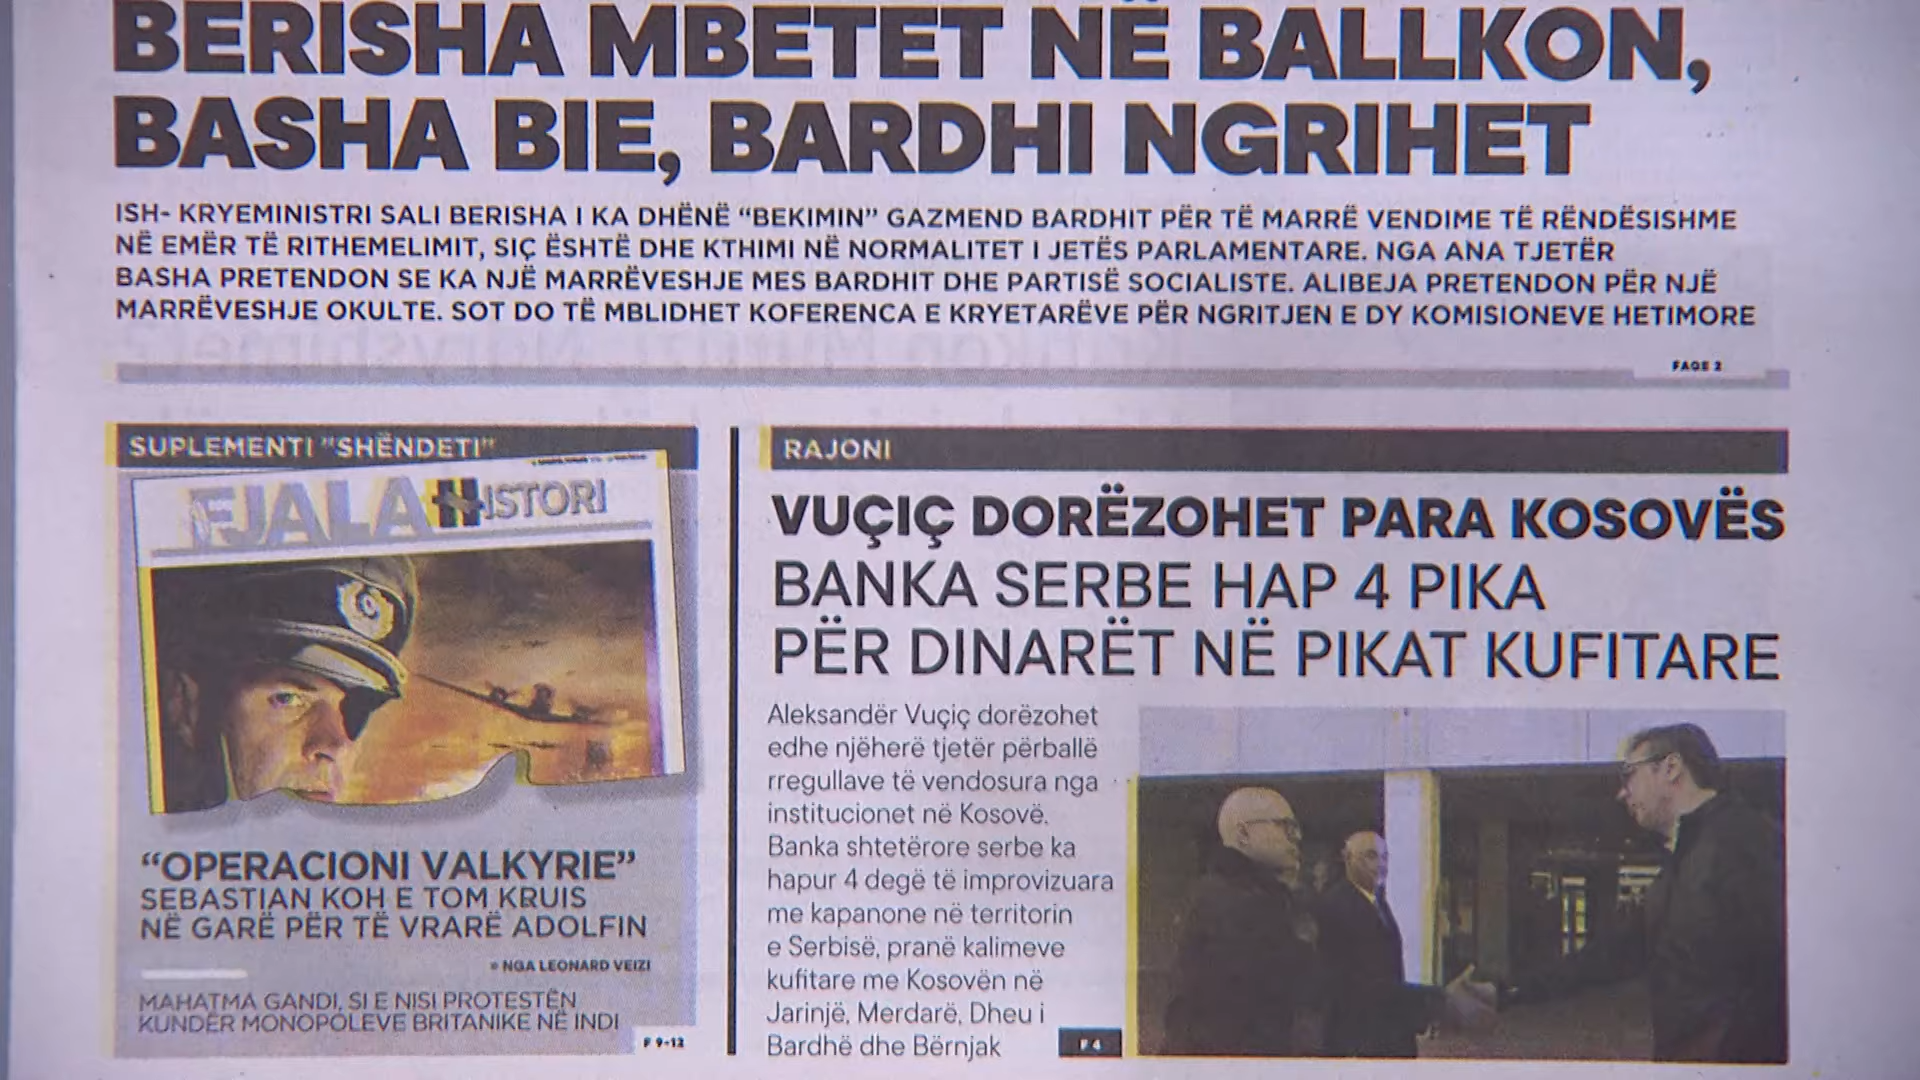 BERISHA MBETET NË BALLKON,
BASHA BIE, BARDHI NGRIHET
ISH- KRYEMINISTRI SALI BERISHA I KA DHËNË “BEKIMIN” GAZMEND BARDHIT PËR TË MARRË VENDIME TË RËNDËSISHME
NË EMËR TË RITHEMELIMIT, SIÇ ËSHTË DHE KTHIMI NË NORMALITET I JETËS PARLAMENTARE. NGA ANA TJETËR
BASHA PRETENDON SE KA NJË MARRËVESHJE MES BARDHIT DHE PARTISË SOCIALISTE. ALIBEJA PRETENDON PËR NJË
MARRËVESHJE OKULTE. SOT DO TË MBLIDHET KOFERENCA E KRYETARËVE PËR NGRITJEN E DY KOMISIONEVE HETIMORE
FAQE 2
SUPLEMENTI "SHËNDETI"
FJALA HISTORI
“OPERACIONI VALKYRIE”
SEBASTIAN KOH E TOM KRUIS
NË GARË PËR TË VRARË ADOLFIN
» NGA LEONARD VEIZI
MAHATMA GANDI, SI E NISI PROTESTËN
KUNDËR MONOPOLEVE BRITANIKE NË INDI
F 9-12
RAJONI
VUÇIÇ DORËZOHET PARA KOSOVËS
BANKA SERBE HAP 4 PIKA
PËR DINARËT NË PIKAT KUFITARE
Aleksandër Vuçiç dorëzohet
edhe njëherë tjetër përballë
rregullave të vendosura nga
institucionet në Kosovë.
Banka shtetërore serbe ka
hapur 4 degë të improvizuara
me kapanone në territorin
e Serbisë, pranë kalimeve
kufitare me Kosovën në
Jarinjë, Merdarë, Dheu i
Bardhë dhe Bërnjak
F 4